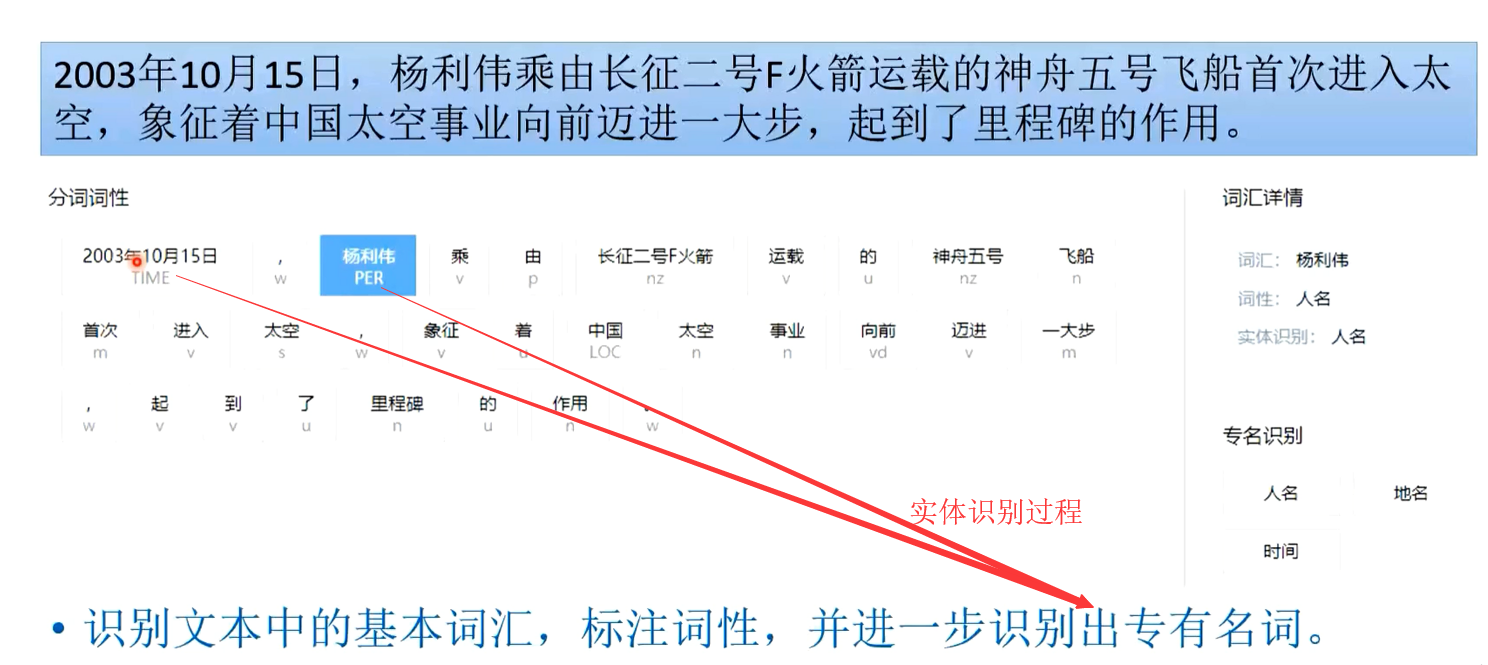 2003年10月15日，杨利伟乘由长征二号F火箭运载的神舟五号飞船首次进入太
空，象征着中国太空事业向前迈进一大步，起到了里程碑的作用。
分词词性
2003年10月15日 ， 杨利伟 乘 由 长征二号F火箭 运载 的 神舟五号 飞船
TIME w PER v p nz v u nz n
首次 进入 太空 ， 象征 着 中国 太空 事业 向前 迈进 一大步
m v s w v u LOC n n vd v m
， 起 到 了 里程碑 的 作用 。
w v v u n u n w
词汇详情
词汇： 杨利伟
词性： 人名
实体识别： 人名
专名识别
人名 地名
时间
实体识别过程
• 识别文本中的基本词汇，标注词性，并进一步识别出专有名词。